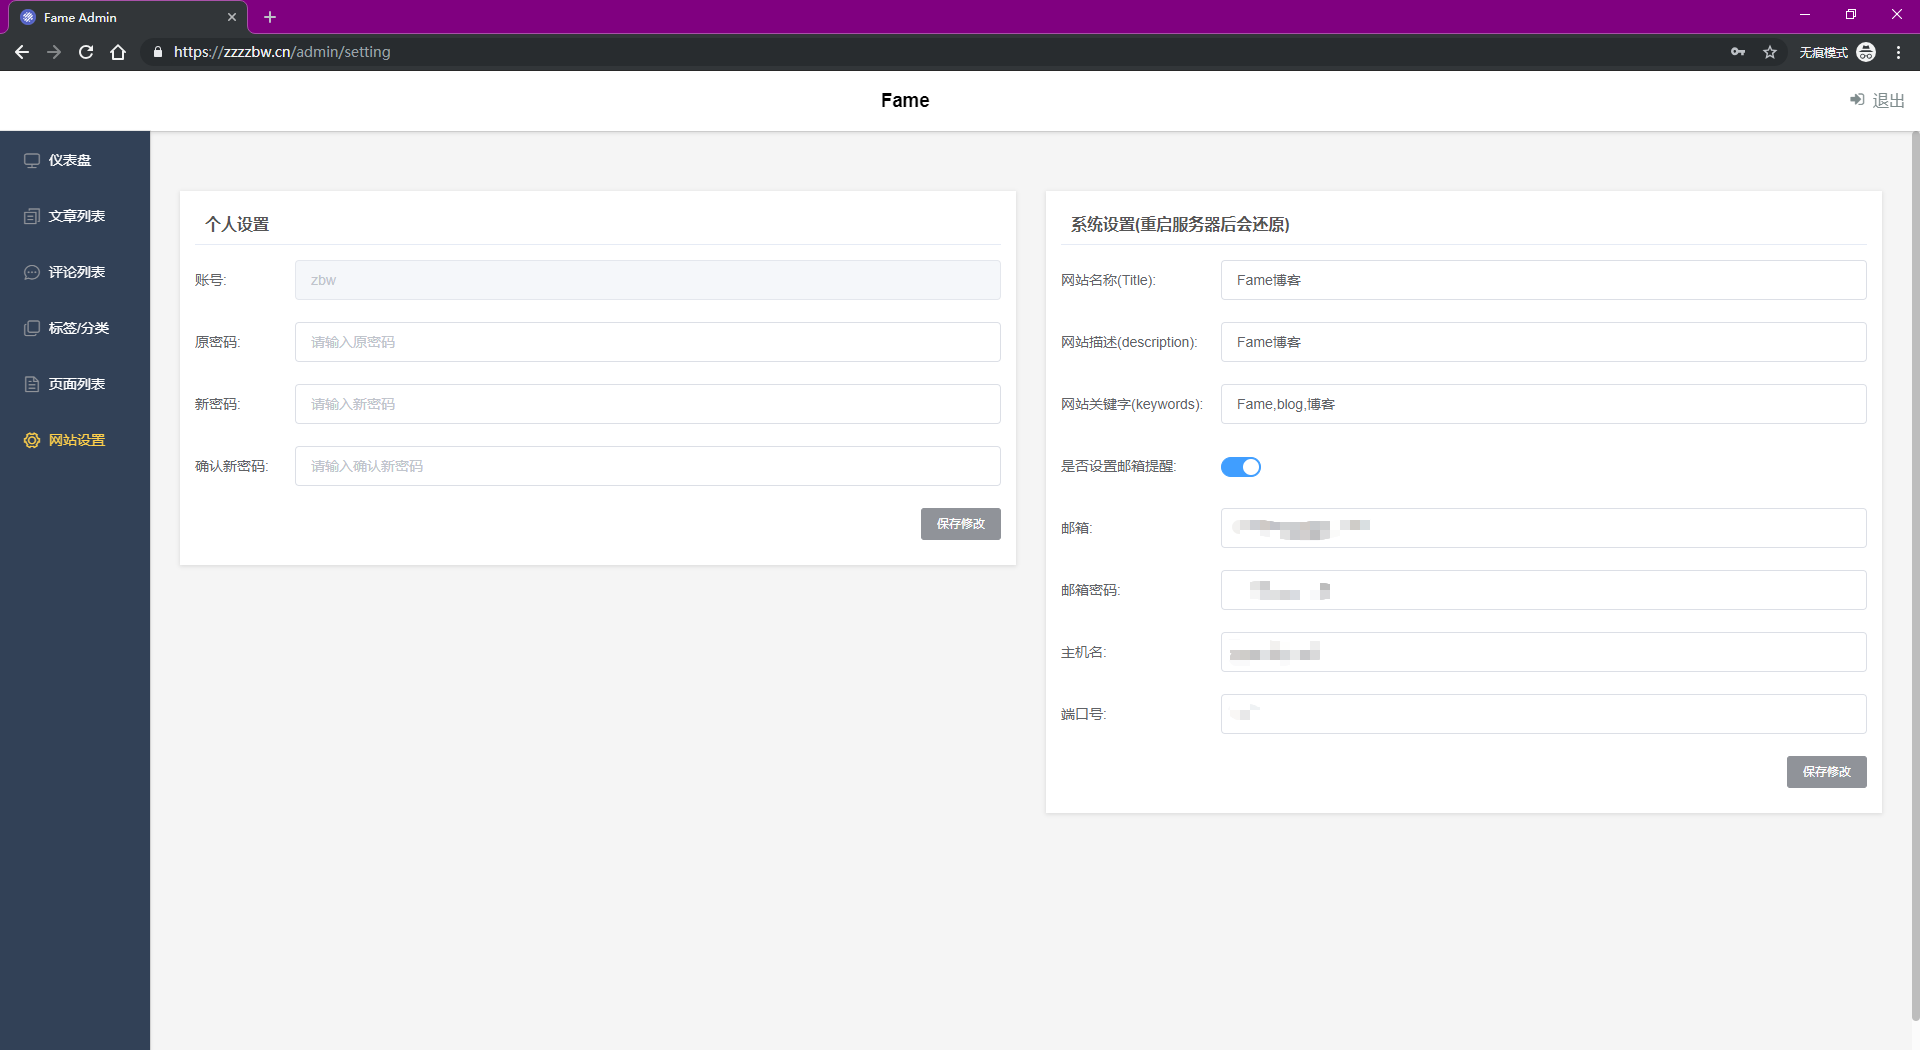 Fame Admin
https://zzzzbw.cn/admin/setting
无痕模式
Fame
退出
仪表盘
文章列表
评论列表
标签/分类
页面列表
网站设置
个人设置
账号:
zbw
原密码:
请输入原密码
新密码:
请输入新密码
确认新密码:
请输入确认新密码
保存修改
系统设置(重启服务器后会还原)
网站名称(Title):
Fame博客
网站描述(description):
Fame博客
网站关键字(keywords):
Fame,blog,博客
是否设置邮箱提醒:
邮箱:
邮箱密码:
主机名:
端口号:
保存修改